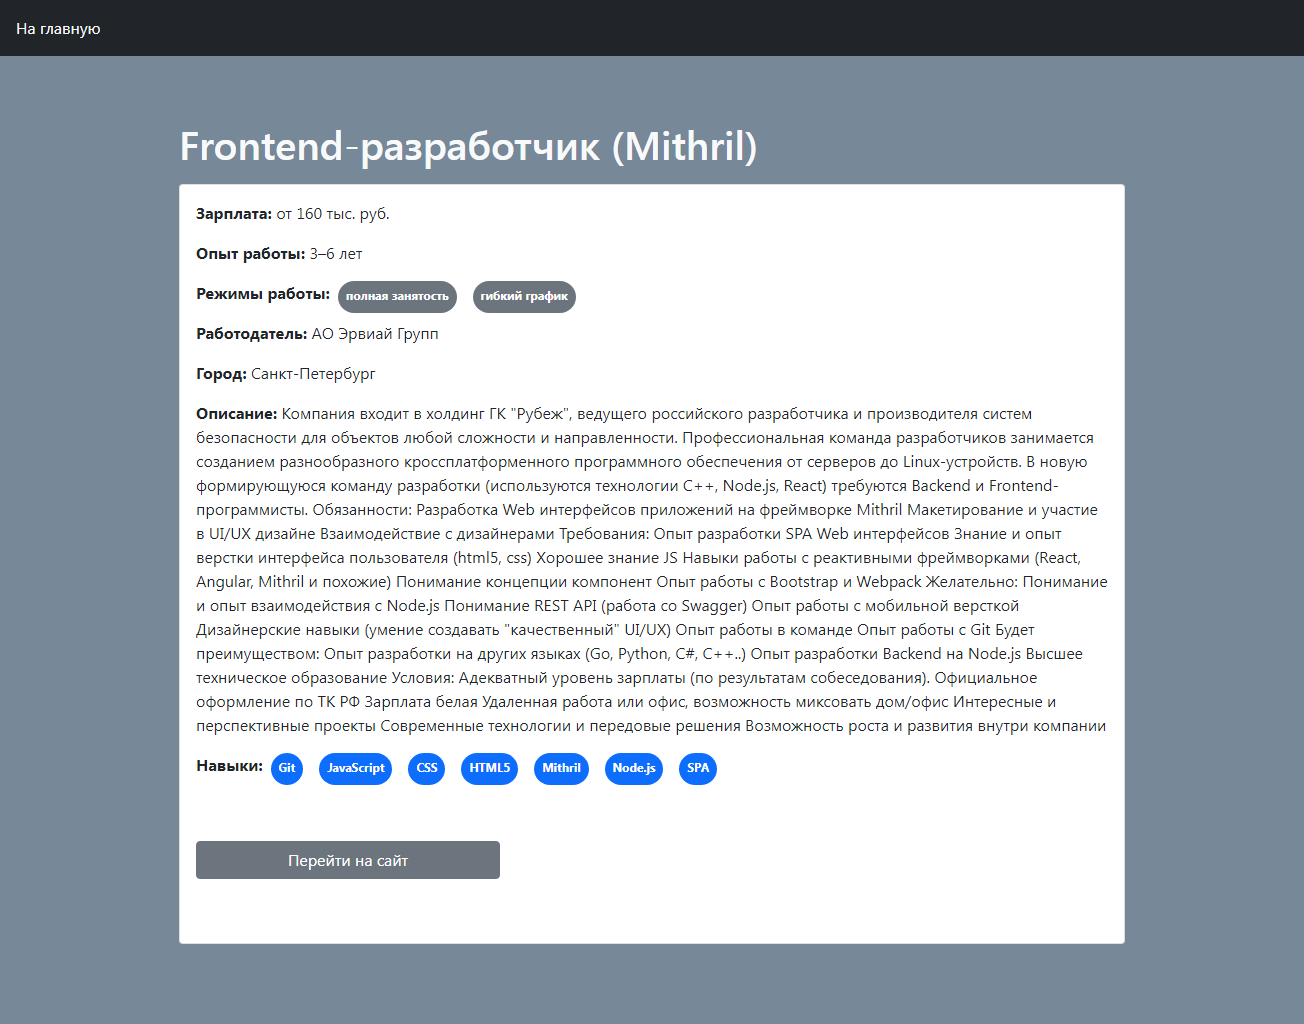 На главную
Frontend-разработчик (Mithril)
Зарплата: от 160 тыс. руб.
Опыт работы: 3–6 лет
Режимы работы: полная занятость гибкий график
Работодатель: АО Эрвиай Групп
Город: Санкт-Петербург
Описание: Компания входит в холдинг ГК "Рубеж", ведущего российского разработчика и производителя систем
безопасности для объектов любой сложности и направленности. Профессиональная команда разработчиков занимается
созданием разнообразного кроссплатформенного программного обеспечения от серверов до Linux-устройств. В новую
формирующуюся команду разработки (используются технологии C++, Node.js, React) требуются Backend и Frontend-
программисты. Обязанности: Разработка Web интерфейсов приложений на фреймворке Mithril Макетирование и участие
в UI/UX дизайне Взаимодействие с дизайнерами Требования: Опыт разработки SPA Web интерфейсов Знание и опыт
верстки интерфейса пользователя (html5, css) Хорошее знание JS Навыки работы с реактивными фреймворками (React,
Angular, Mithril и похожие) Понимание концепции компонент Опыт работы с Bootstrap и Webpack Желательно: Понимание
и опыт взаимодействия с Node.js Понимание REST API (работа со Swagger) Опыт работы с мобильной версткой
Дизайнерские навыки (умение создавать "качественный" UI/UX) Опыт работы в команде Опыт работы с Git Будет
преимуществом: Опыт разработки на других языках (Go, Python, C#, C++..) Опыт разработки Backend на Node.js Высшее
техническое образование Условия: Адекватный уровень зарплаты (по результатам собеседования). Официальное
оформление по ТК РФ Зарплата белая Удаленная работа или офис, возможность миксовать дом/офис Интересные и
перспективные проекты Современные технологии и передовые решения Возможность роста и развития внутри компании
Навыки: Git JavaScript CSS HTML5 Mithril Node.js SPA
Перейти на сайт